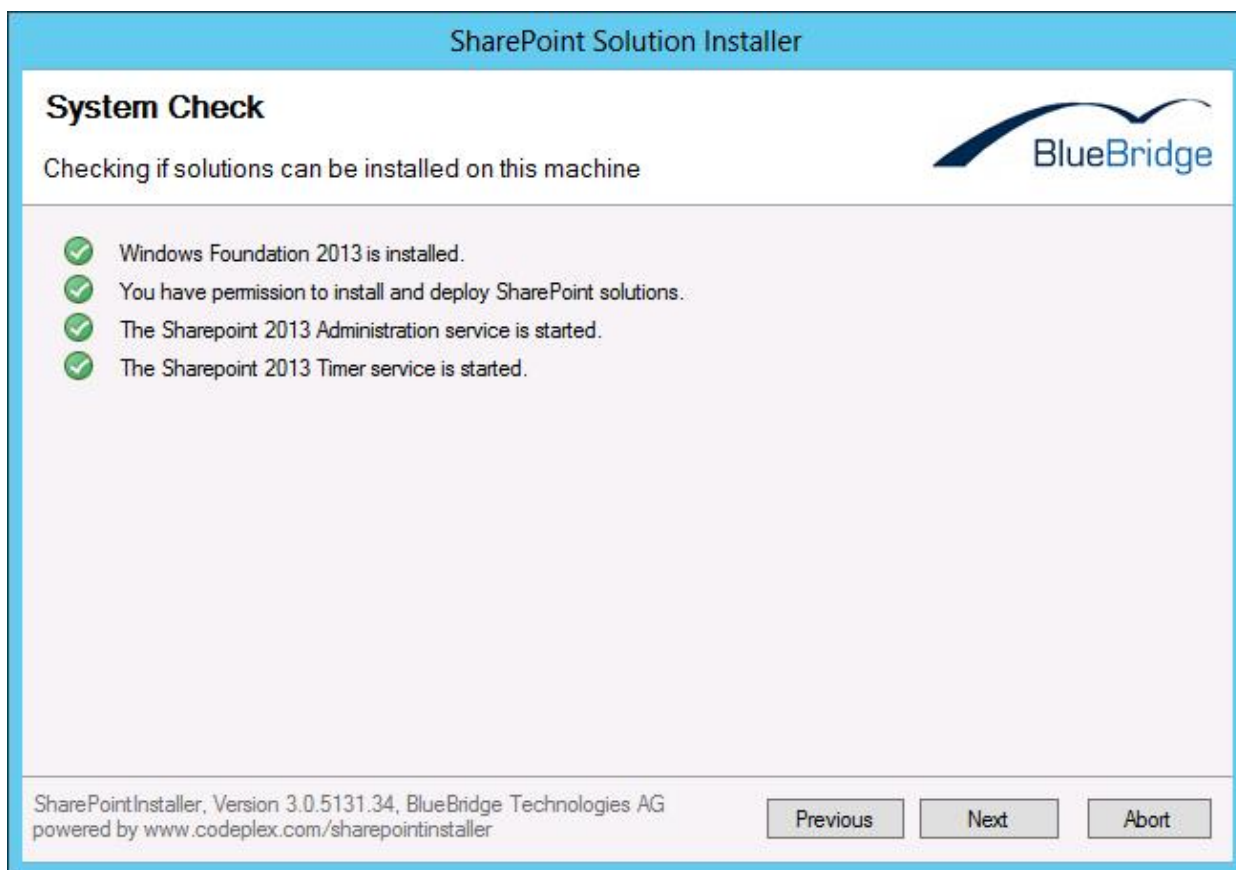 SharePoint Solution Installer
System Check
Checking if solutions can be installed on this machine
BlueBridge
Windows Foundation 2013 is installed.
You have permission to install and deploy SharePoint solutions.
The Sharepoint 2013 Administration service is started.
The Sharepoint 2013 Timer service is started.
SharePointInstaller, Version 3.0.5131.34, BlueBridge Technologies AG
powered by www.codeplex.com/sharepointinstaller
Previous Next Abort